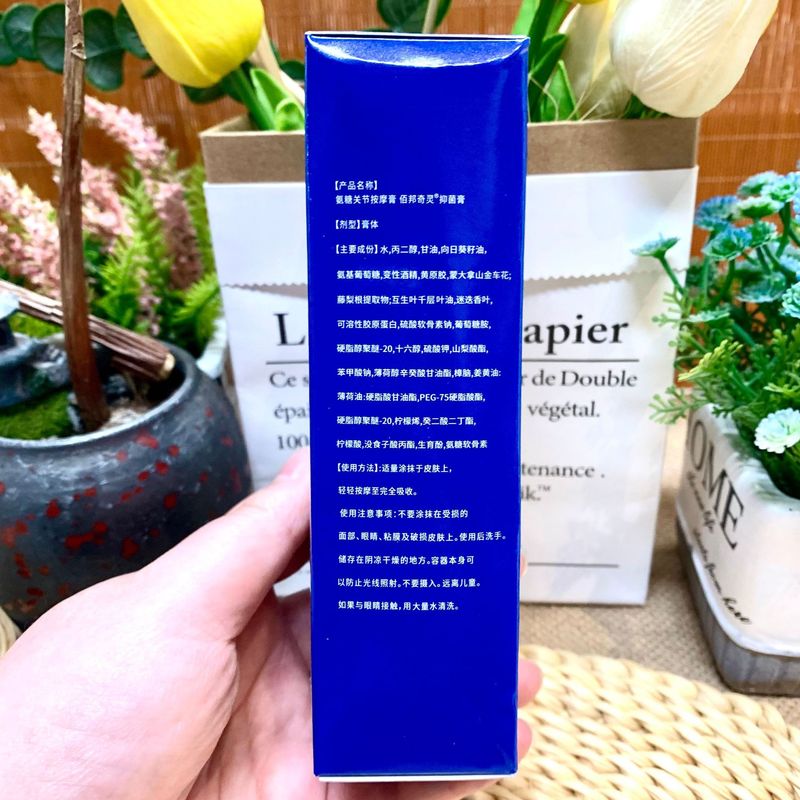 【产品名称】
氨糖关节按摩膏 佰邦奇灵®抑菌膏
【剂型】膏体
【主要成份】水,丙二醇,甘油,向日葵籽油,
氨基葡萄糖,变性酒精,黄原胶,蒙大拿山金车花;
藤梨根提取物;互生叶千层叶油,迷迭香叶,
可溶性胶原蛋白,硫酸软骨素钠,葡萄糖胺,
硬脂醇聚醚-20,十六醇,硫酸钾,山梨酸酯,
苯甲酸钠,薄荷醇辛癸酸甘油酯,樟脑,姜黄油:
薄荷油:硬脂酸甘油酯,PEG-75硬脂酸酯,
硬脂醇聚醚-20,柠檬烯,癸二酸二丁酯,
柠檬酸,没食子酸丙酯,生育酚,氨糖软骨素
【使用方法】:适量涂抹于皮肤上,
轻轻按摩至完全吸收。
使用注意事项:不要涂抹在受损的
面部、眼睛、粘膜及破损皮肤上。使用后洗手。
储存在阴凉干燥的地方。容器本身可
以防止光线照射。不要摄入。远离儿童。
如果与眼睛接触,用大量水清洗。
L apier
Ce s r de Double
épai végétal.
100
tenance .
ik.™
OME